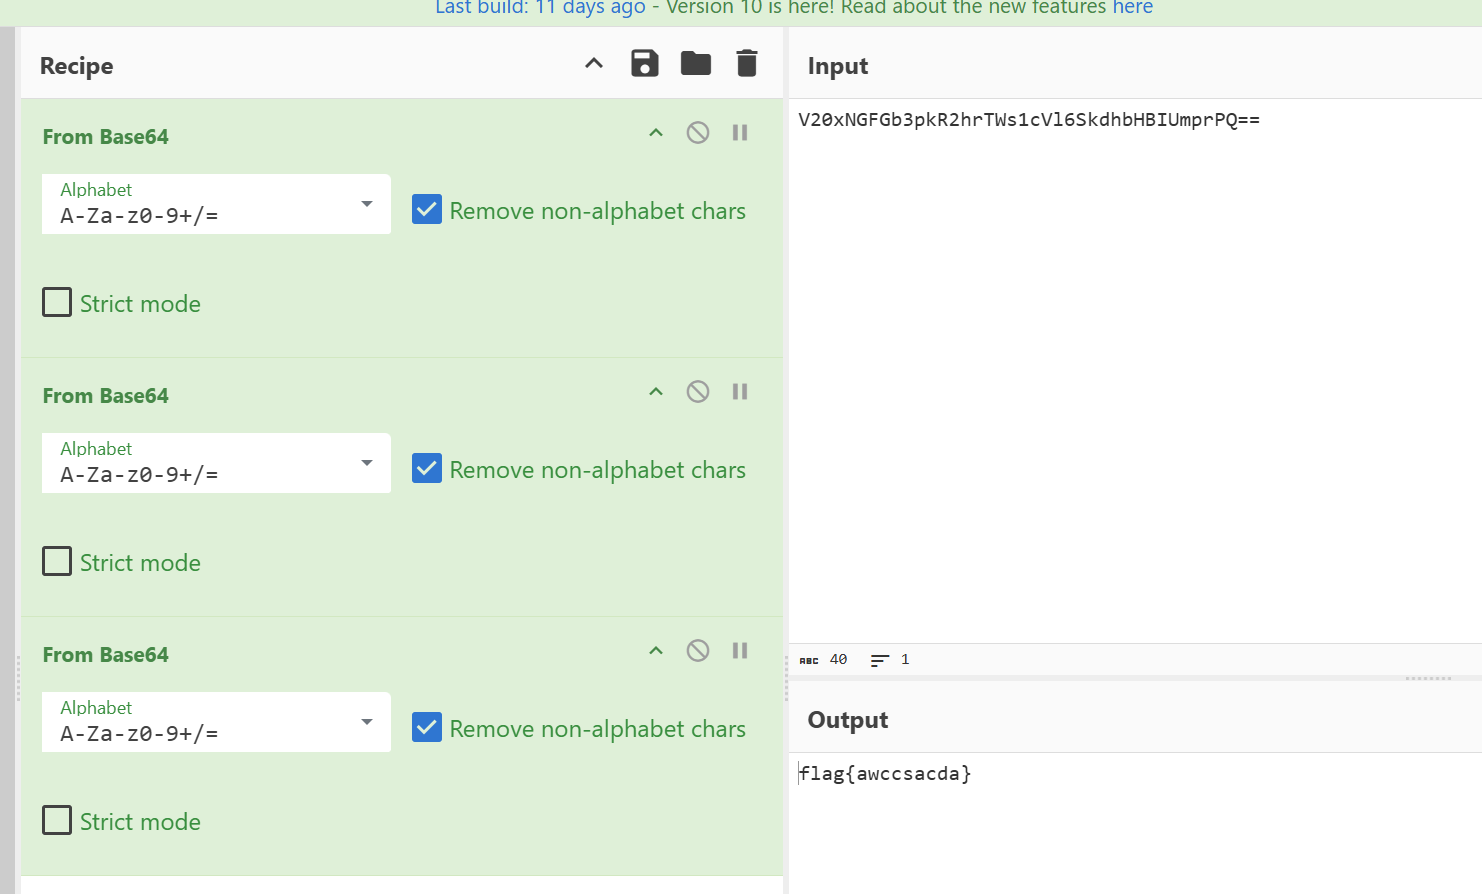 Last build: 11 days ago - Version 10 is here! Read about the new features here
Recipe
From Base64
Alphabet
A-Za-z0-9+/=
Remove non-alphabet chars
Strict mode
From Base64
Alphabet
A-Za-z0-9+/=
Remove non-alphabet chars
Strict mode
From Base64
Alphabet
A-Za-z0-9+/=
Remove non-alphabet chars
Strict mode
Input
V20xNGFGb3pkR2hrTWs1cVl6SkdhbHBIUmprPQ==
ABC 40 1
Output
flag{awccsacda}